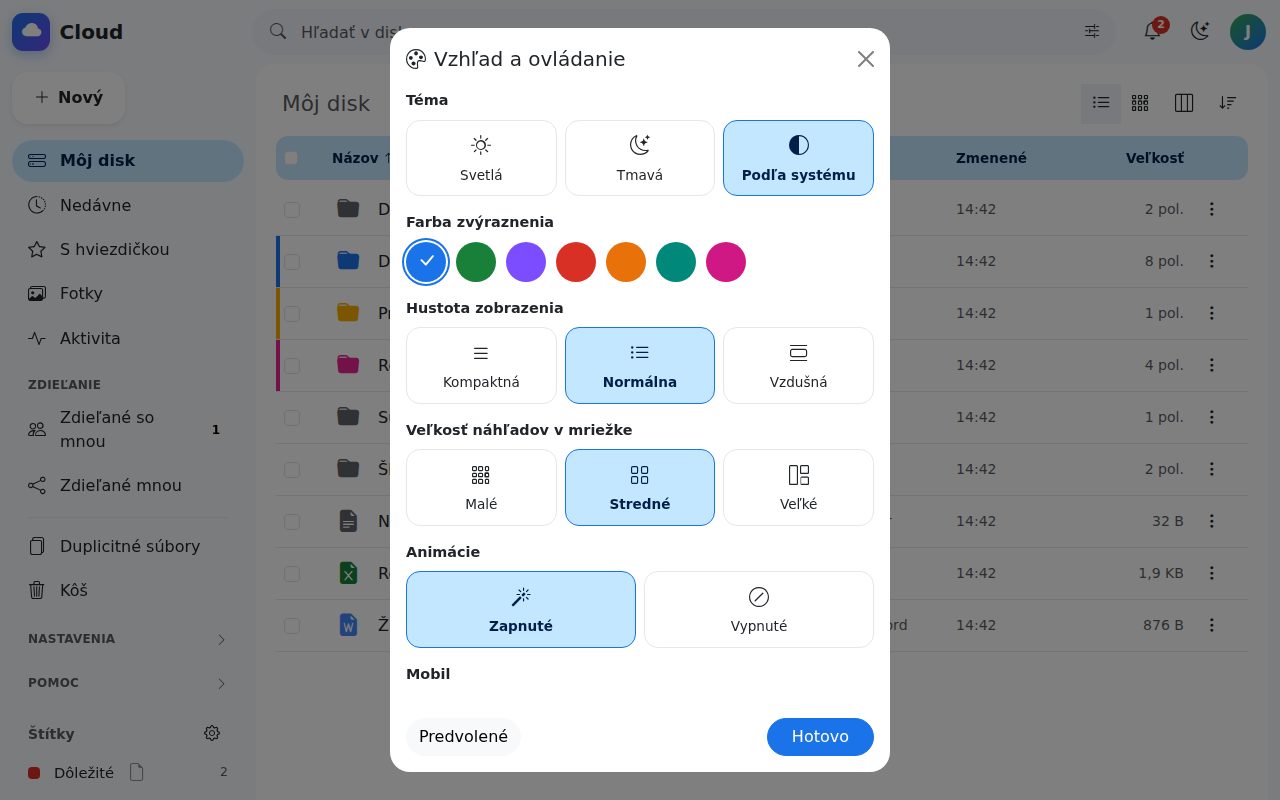 Cloud
Hľadať v
2
J
Nový
Môj disk
Nedávne
S hviezdičkou
Fotky
Aktivita
ZDIEĽANIE
Zdieľané so
mnou
1
Zdieľané mnou
Duplicitné súbory
Kôš
NASTAVENIA
POMOC
Štítky
Dôležité
2
Môj disk
Názov
Zmenené
Veľkosť
14:42
2 pol.
14:42
8 pol.
14:42
1 pol.
14:42
4 pol.
14:42
1 pol.
14:42
2 pol.
14:42
32 B
14:42
1,9 KB
14:42
876 B
Vzhľad a ovládanie
Téma
Svetlá
Tmavá
Podľa systému
Farba zvýraznenia
Hustota zobrazenia
Kompaktná
Normálna
Vzdušná
Veľkosť náhľadov v mriežke
Malé
Stredné
Veľké
Animácie
Zapnuté
Vypnuté
Mobil
Predvolené
Hotovo